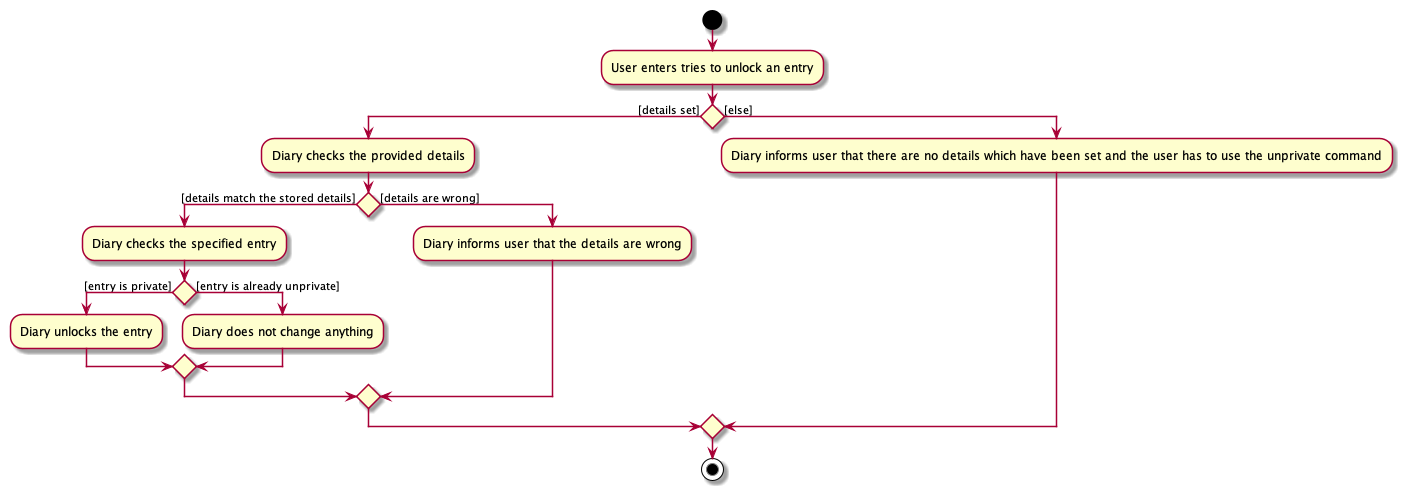 User enters tries to unlock an entry
[details set]
[else]
Diary checks the provided details
Diary informs user that there are no details which have been set and the user has to use the unprivate command
[details match the stored details]
[details are wrong]
Diary checks the specified entry
Diary informs user that the details are wrong
[entry is private]
[entry is already unprivate]
Diary unlocks the entry
Diary does not change anything